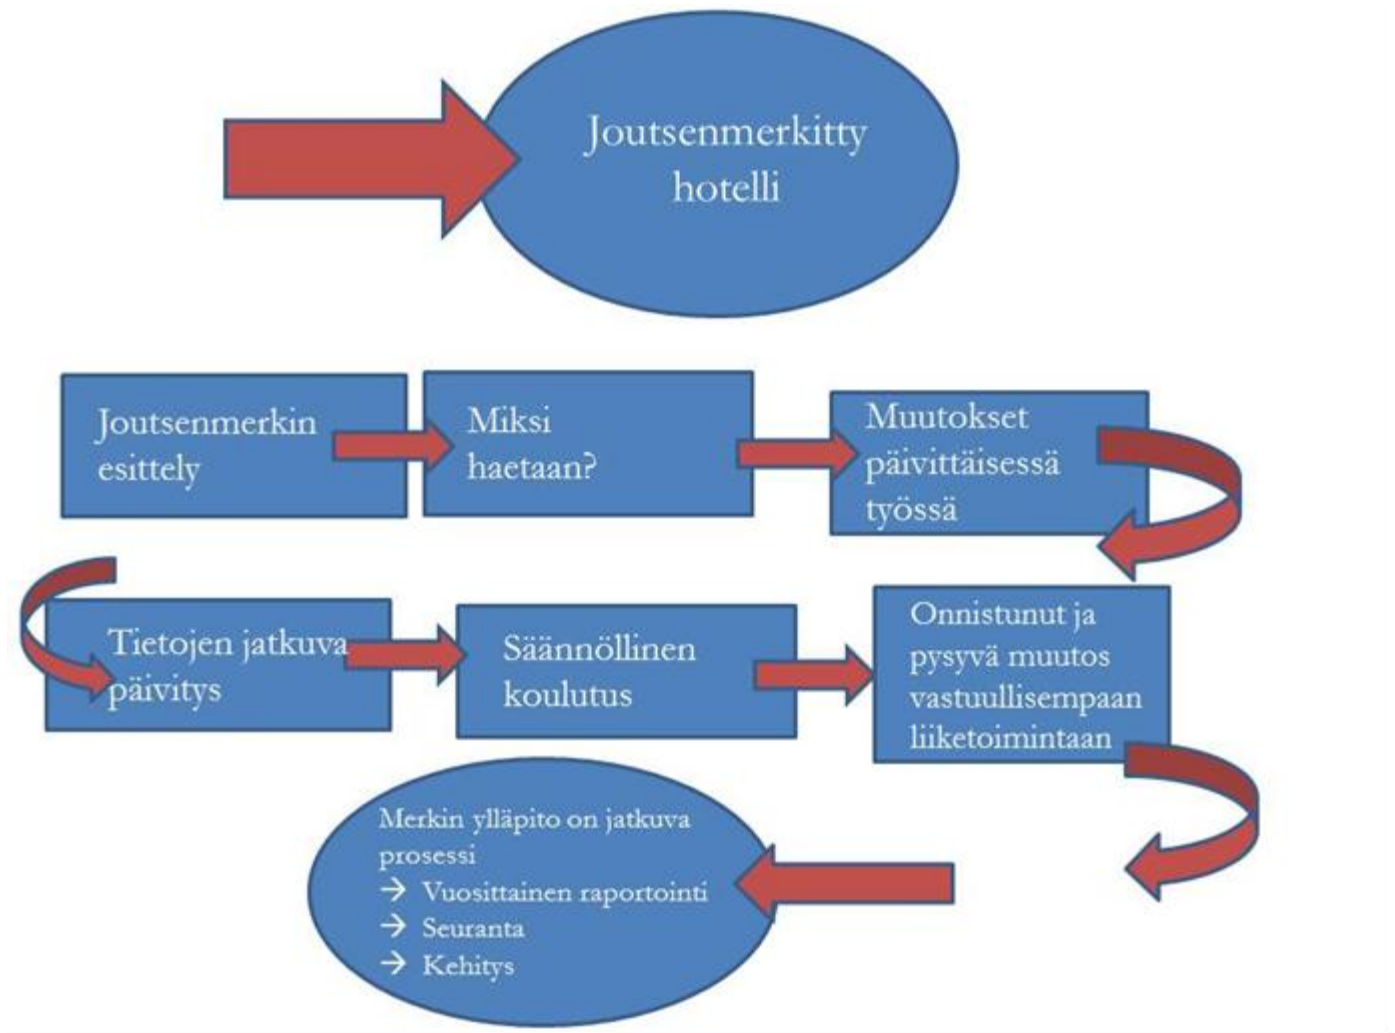 Joutsenmerkitty
hotelli
Joutsenmerkin
esittely
Miksi
haetaan?
Muutokset
päivittäisessä
työssä
Tietojen jatkuva
päivitys
Säännöllinen
koulutus
Onnistunut ja
pysyvä muutos
vastuullisempaan
liiketoimintaan
Merkin ylläpito on jatkuva
prosessi
→ Vuosittainen raportointi
→ Seuranta
→ Kehitys